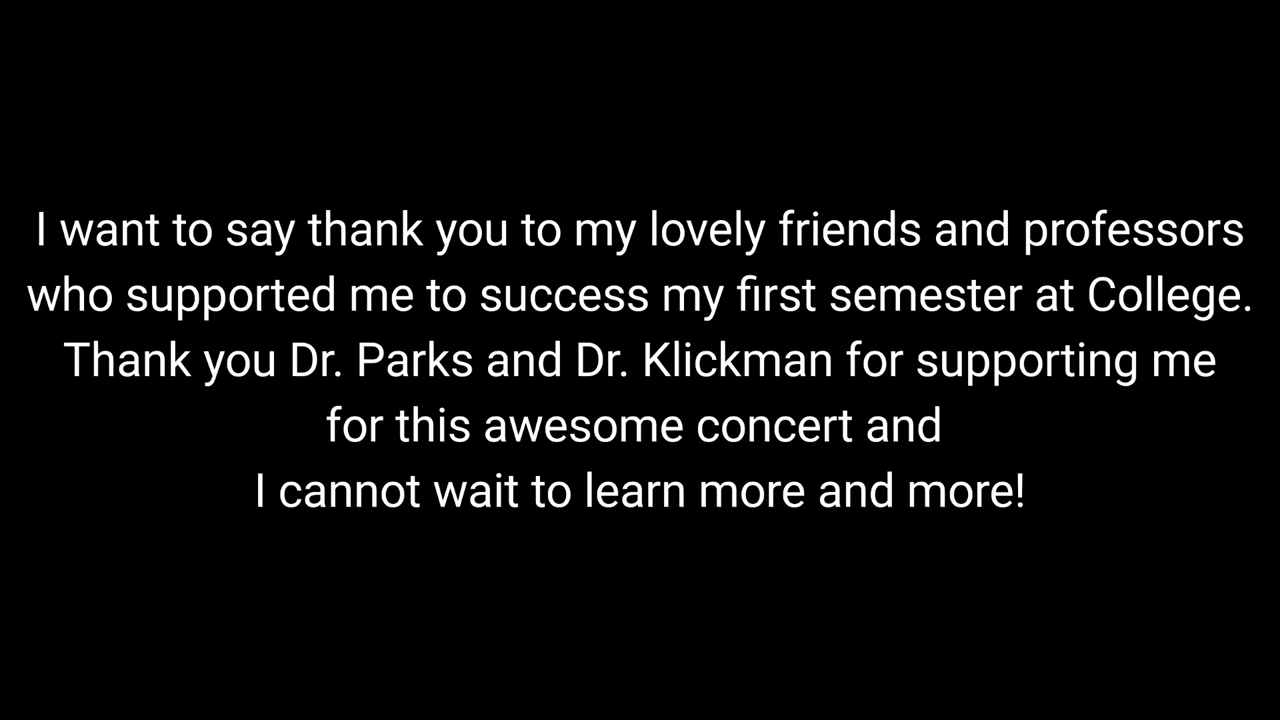 I want to say thank you to my lovely friends and professors
who supported me to success my first semester at College.
Thank you Dr. Parks and Dr. Klickman for supporting me
for this awesome concert and
I cannot wait to learn more and more!